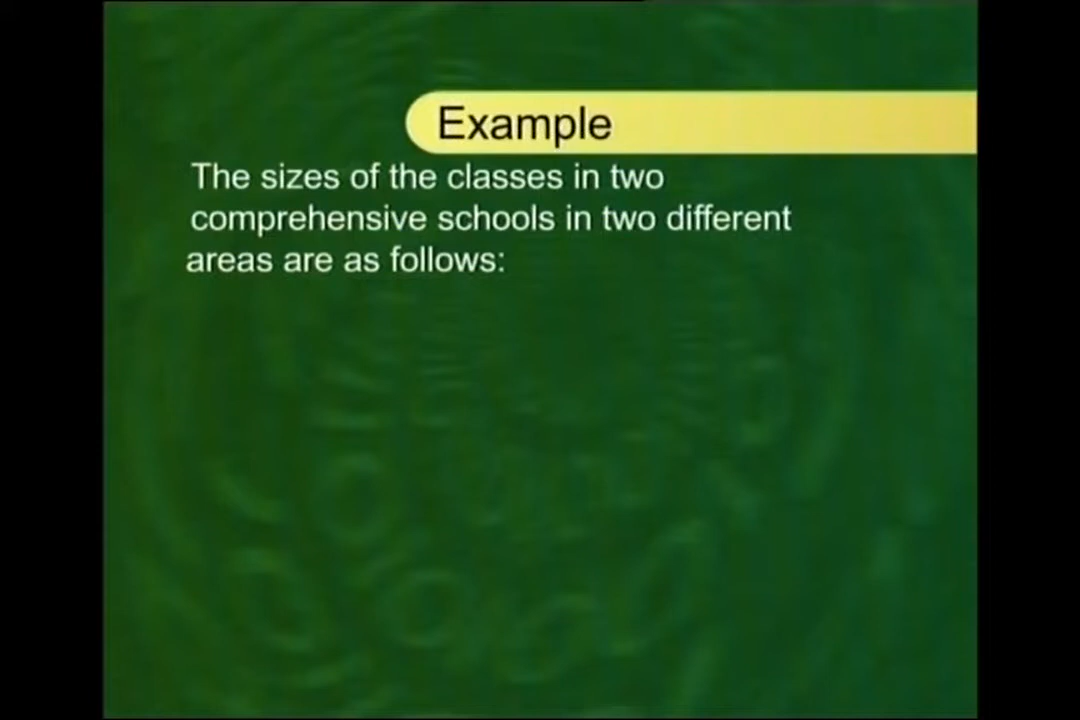 Example
The sizes of the classes in two
comprehensive schools in two different
areas are as follows: